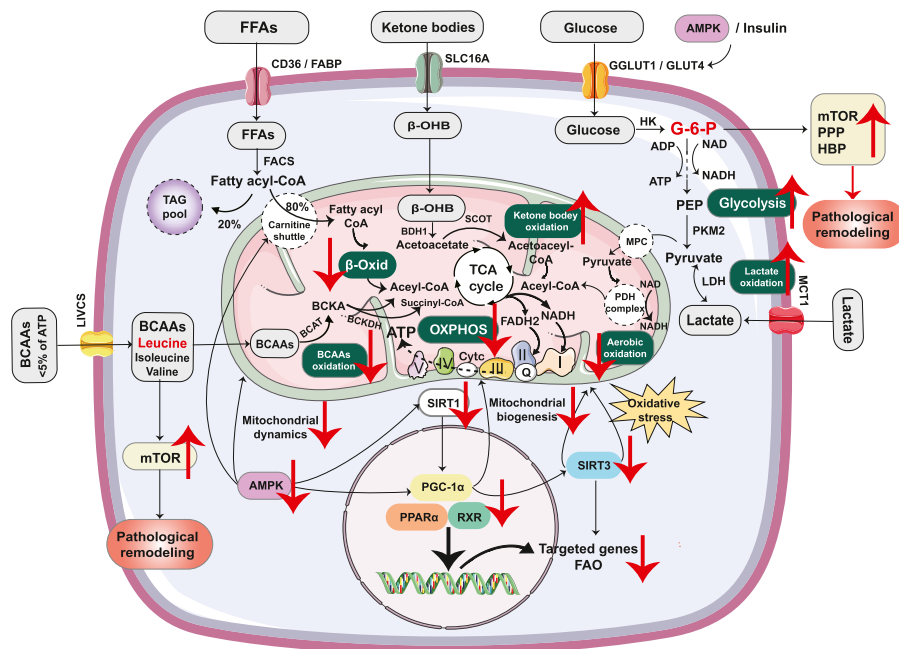 FFAs
Ketone bodies
Glucose
AMPK / Insulin
CD36 / FABP
SLC16A
GGLUT1 / GLUT4
FFAs
β-OHB
Glucose
HK
G-6-P
mTOR
PPP
HBP
ADP
NAD
ATP
NADH
FACS
Fatty acyl-CoA
TAG
pool
20%
80%
Carnitine
shuttle
Fatty acyl
CoA
β-OHB
BDH1
SCOT
Acetoacetate
Ketone bodey
oxidation
Acetoaceyl-
CoA
PEP
Glycolysis
PKM2
Pathological
remodeling
MPC
Pyruvate
Pyruvate
β-Oxid
TCA
cycle
Aceyl-CoA
Aceyl-CoA
PDH
complex
NAD
NADH
LDH
Lactate
oxidation
MCT1
Lactate
Lactate
BCAAs
<5% of ATP
LIVCS
BCAAs
Leucine
Isoleucine
Valine
BCAAs
BCAT
BCKA
BCKDH
Succinyl-CoA
BCAAs
oxidation
ATP
OXPHOS
FADH2
NADH
Aerobic
oxidation
V
IV
Cytc
III
II
Q
I
Mitochondrial
dynamics
SIRT1
Mitochondrial
biogenesis
Oxidative
stress
mTOR
AMPK
PGC-1α
SIRT3
PPARα
RXR
Pathological
remodeling
Targeted genes
FAO